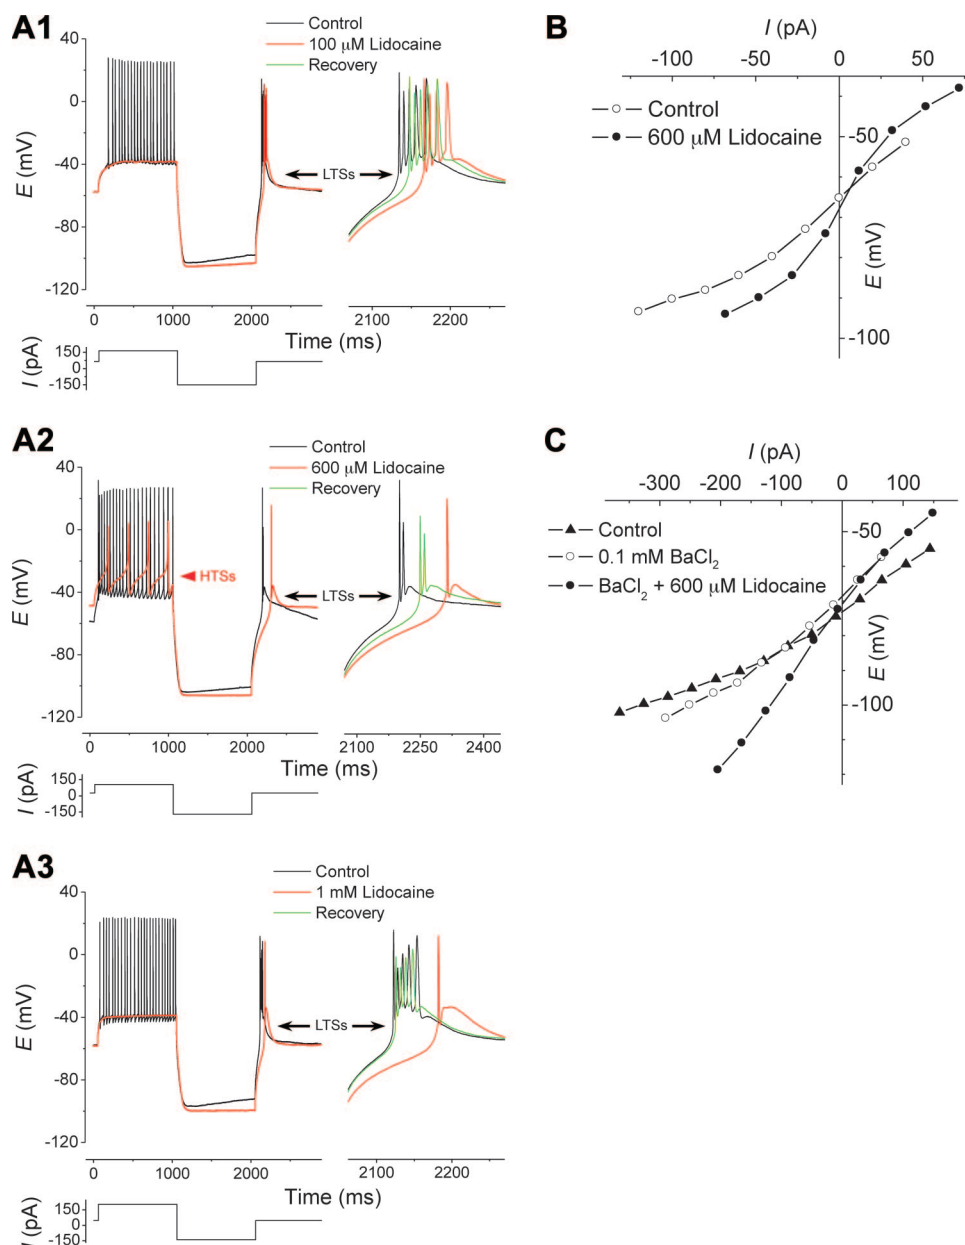 A1
Control
100 μM Lidocaine
Recovery
40
0
-40
-80
-120
E (mV)
LTSs
0 1000 2000
2100 2200
Time (ms)
150
0
-150
I (pA)
A2
Control
600 μM Lidocaine
Recovery
40
0
-40
-80
-120
E (mV)
HTSs
LTSs
0 1000 2000
2100 2250 2400
Time (ms)
150
0
-150
I (pA)
A3
Control
1 mM Lidocaine
Recovery
40
0
-40
-80
-120
E (mV)
LTSs
0 1000 2000
2100 2200
Time (ms)
150
0
-150
I (pA)
B
I (pA)
-100 -50 0 50
Control
600 μM Lidocaine
-50
E (mV)
-100
C
I (pA)
-300 -200 -100 0 100
Control
0.1 mM BaCl₂
BaCl₂ + 600 μM Lidocaine
-50
E (mV)
-100